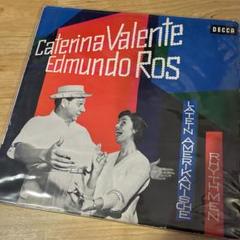 Caterina Valente
DECCA
Edmundo Ros
LATEIN AMERIKANISCHE
RHYTHMEN